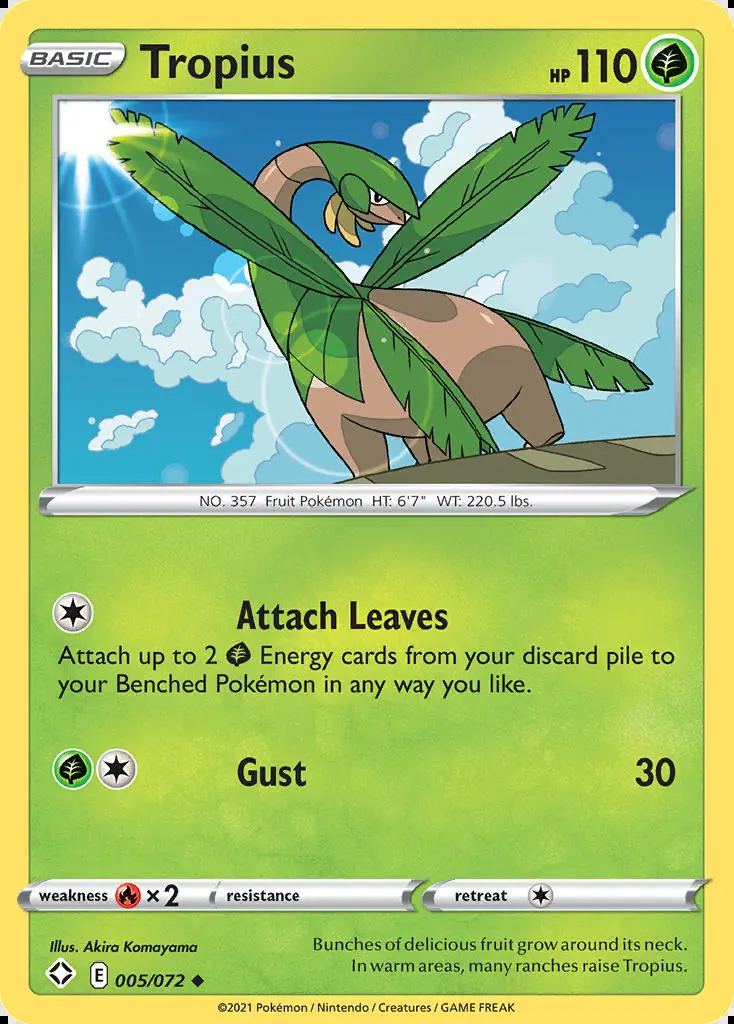 BASIC Tropius HP 110
NO. 357 Fruit Pokémon HT: 6'7" WT: 220.5 lbs.
Attach Leaves
Attach up to 2 Energy cards from your discard pile to
your Benched Pokémon in any way you like.
Gust 30
weakness ×2 resistance retreat
Illus. Akira Komayama
Bunches of delicious fruit grow around its neck.
In warm areas, many ranches raise Tropius.
E 005/072
©2021 Pokémon / Nintendo / Creatures / GAME FREAK